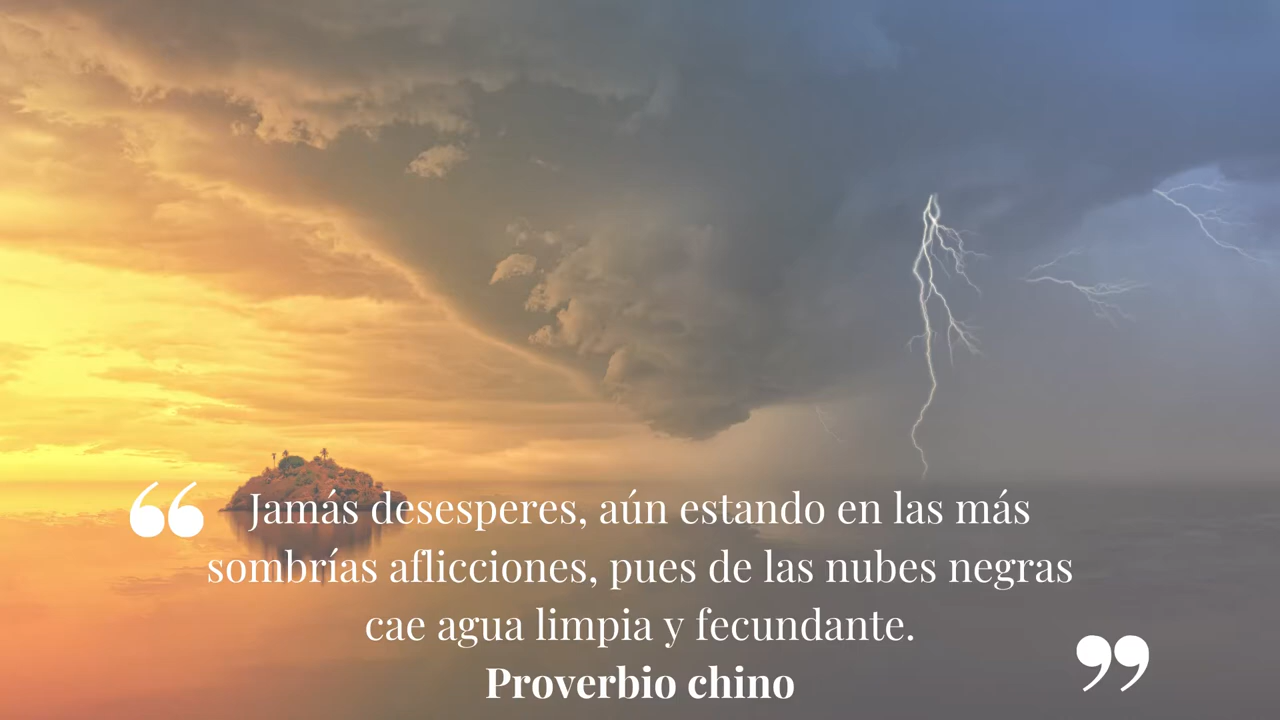 “Jamás desesperes, aún estando en las más
sombrías aflicciones, pues de las nubes negras
cae agua limpia y fecundante.
Proverbio chino”